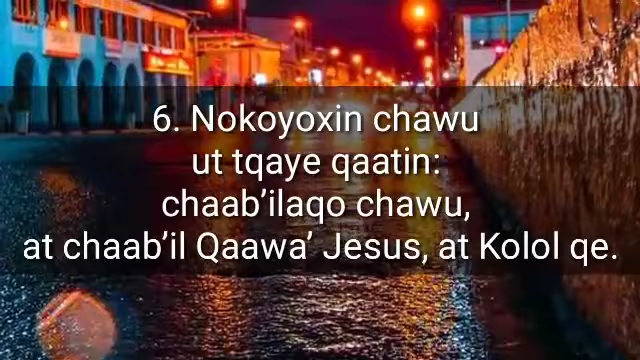 6. Nokoyoxin chawu
ut tqaye qaatin:
chaab’ilaqo chawu,
at chaab’il Qaawa’ Jesus, at Kolol qe.